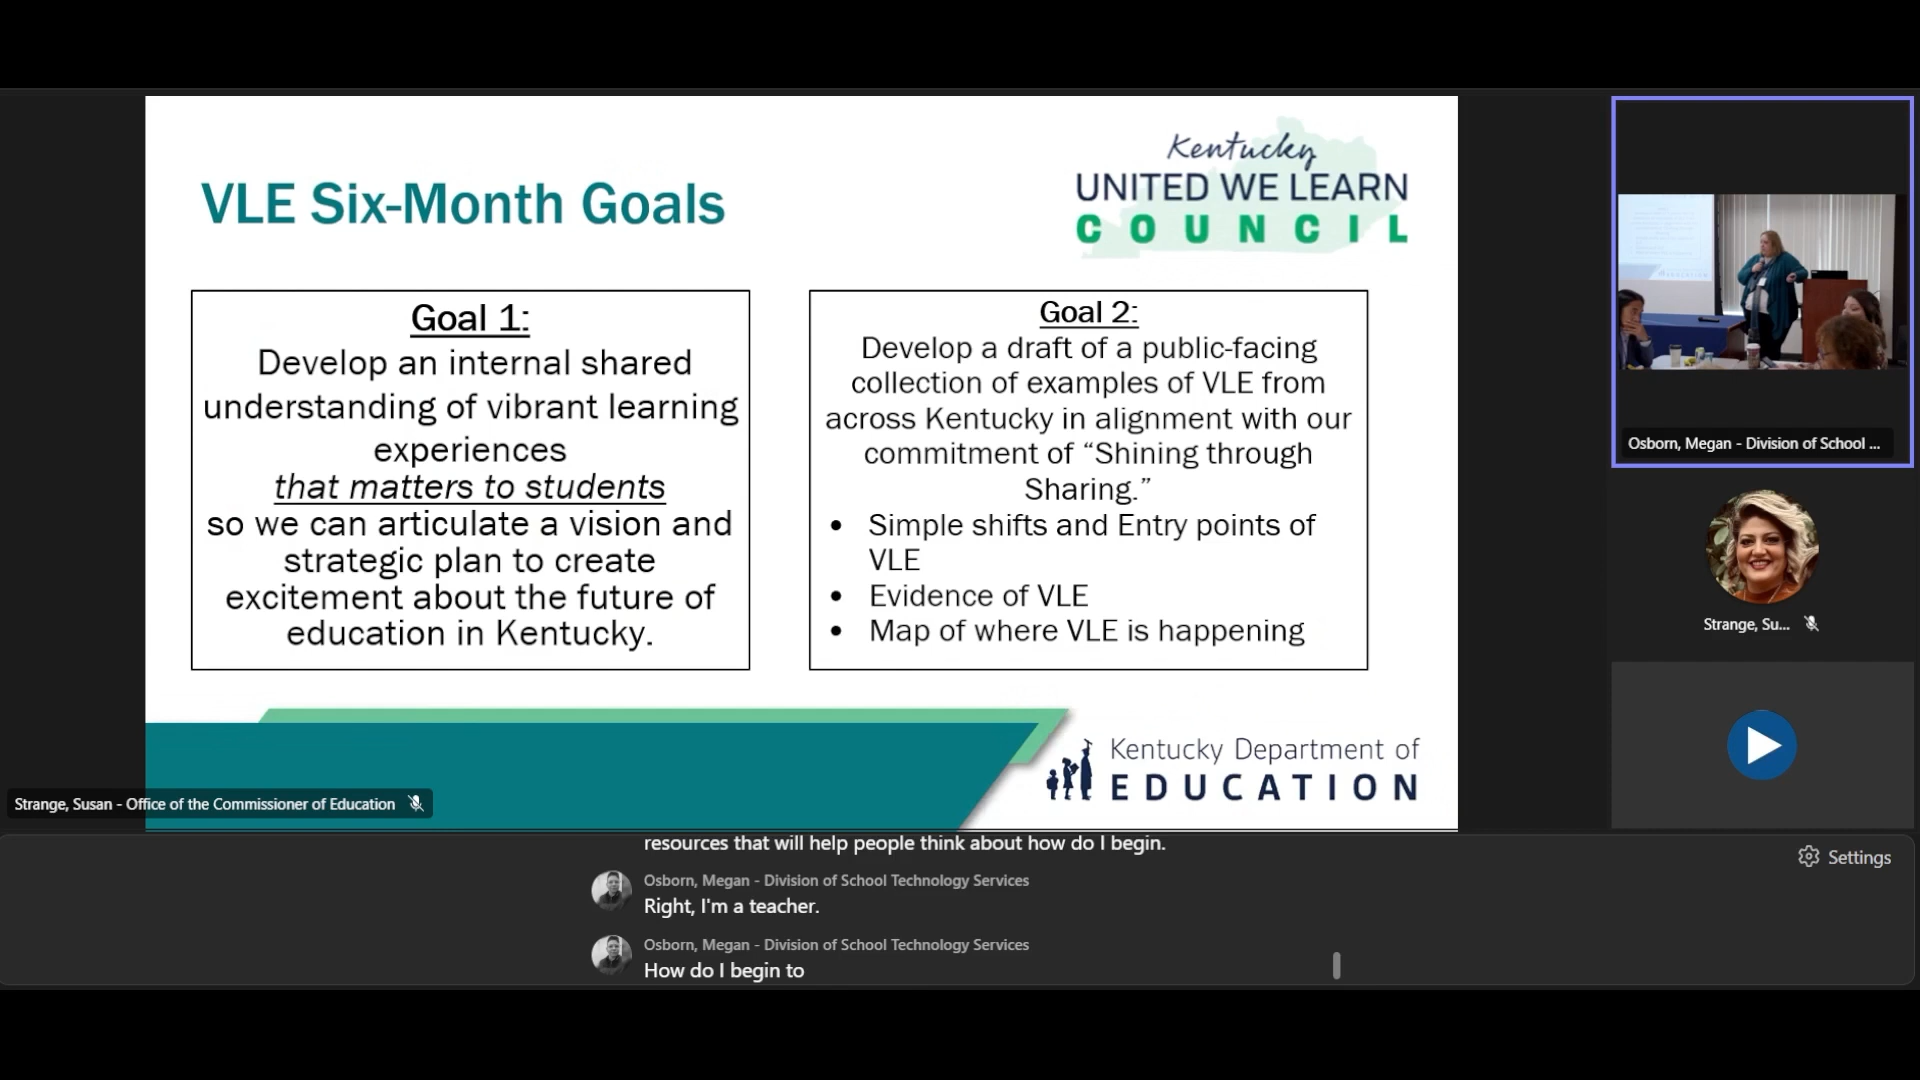 VLE Six-Month Goals
Kentucky
UNITED WE LEARN
COUNCIL
Goal 1:
Develop an internal shared
understanding of vibrant learning
experiences
that matters to students
so we can articulate a vision and
strategic plan to create
excitement about the future of
education in Kentucky.
Goal 2:
Develop a draft of a public-facing
collection of examples of VLE from
across Kentucky in alignment with our
commitment of “Shining through
Sharing.”
• Simple shifts and Entry points of
VLE
• Evidence of VLE
• Map of where VLE is happening
Kentucky Department of
EDUCATION
Strange, Susan - Office of the Commissioner of Education
Osborn, Megan - Division of School ...
Strange, Su...
Settings
resources that will help people think about how do I begin.
Osborn, Megan - Division of School Technology Services
Right, I'm a teacher.
Osborn, Megan - Division of School Technology Services
How do I begin to